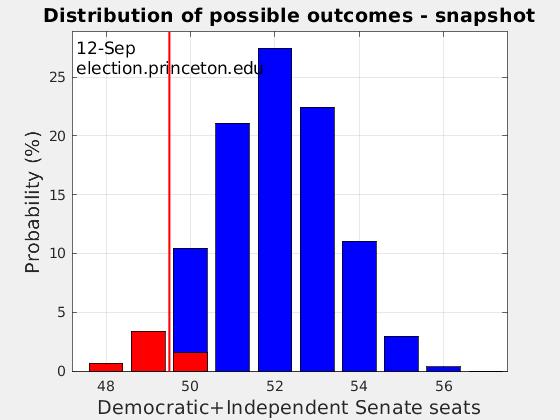 Distribution of possible outcomes - snapshot
12-Sep
election.princeton.edu
Probability (%)
25
20
15
10
5
0
48 50 52 54 56
Democratic+Independent Senate seats